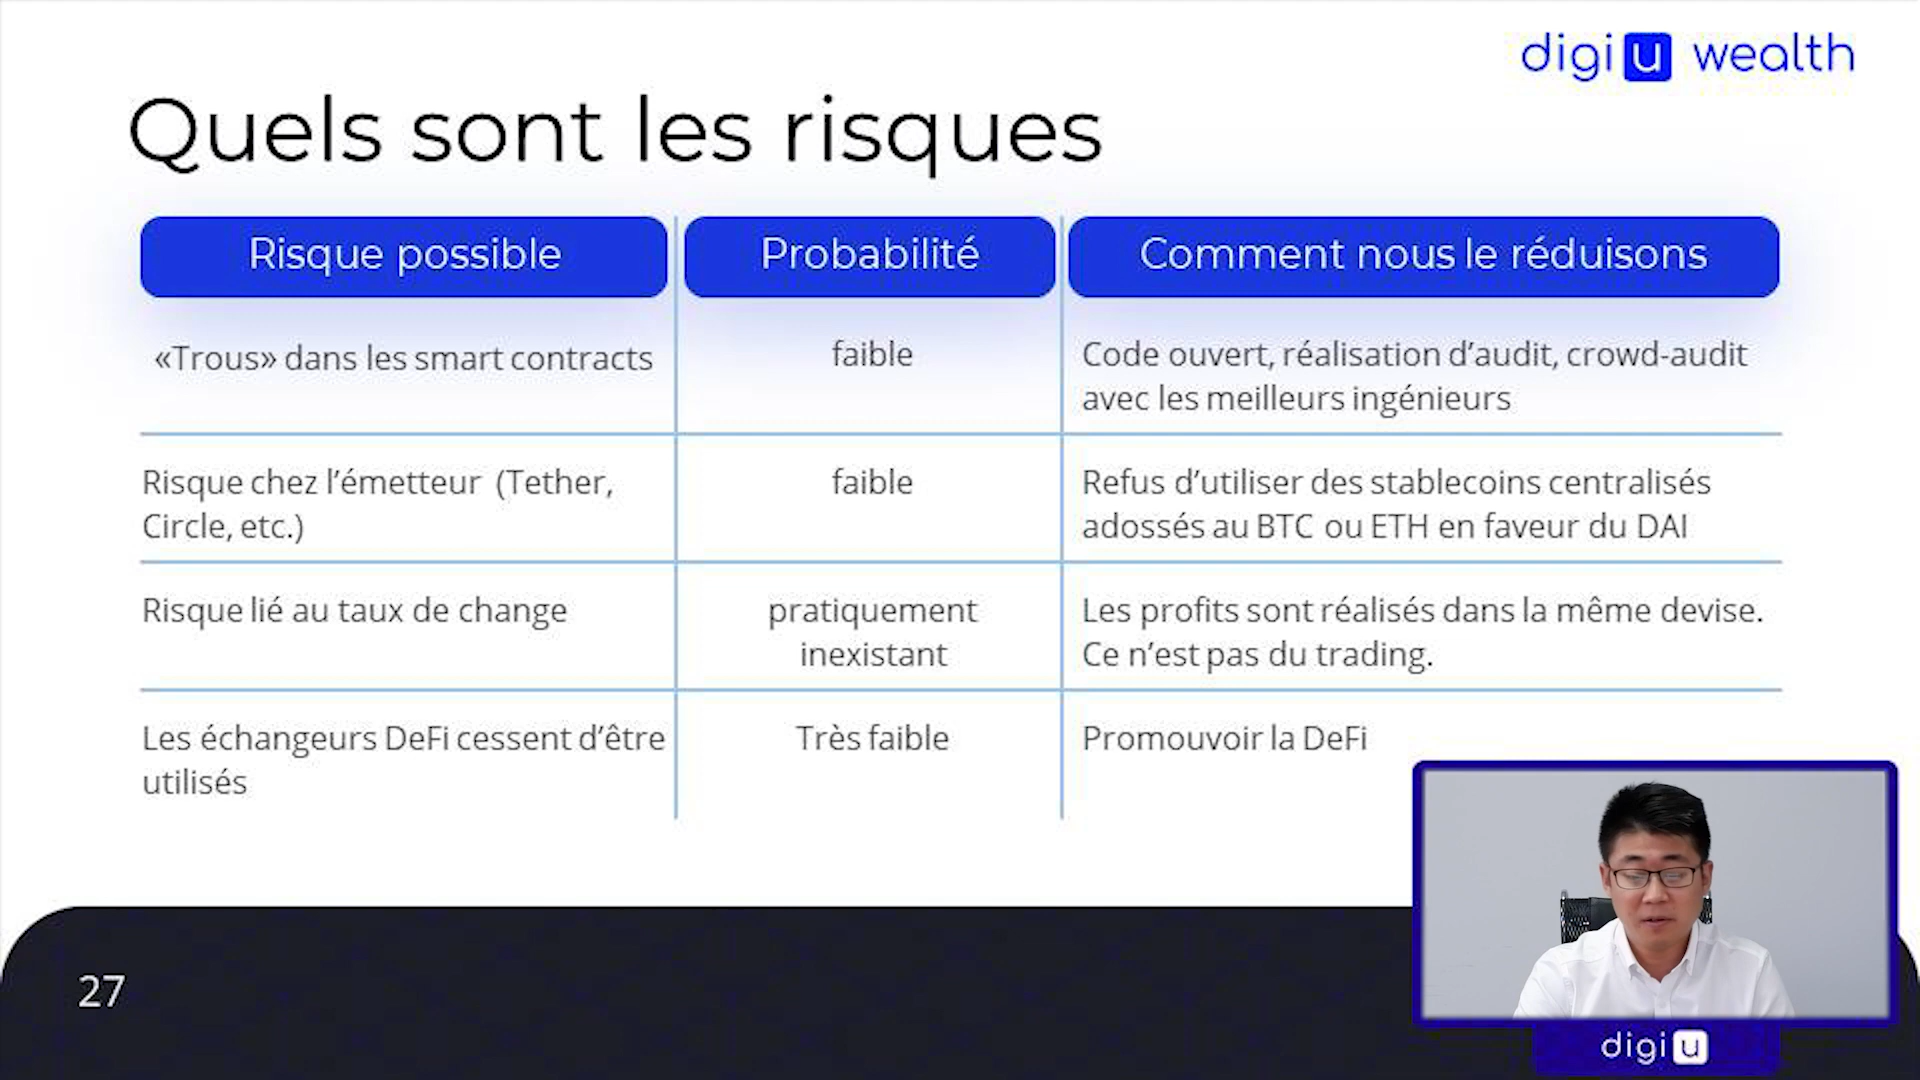 digi u wealth
Quels sont les risques
Risque possible
Probabilité
Comment nous le réduisons
«Trous» dans les smart contracts
faible
Code ouvert, réalisation d’audit, crowd-audit
avec les meilleurs ingénieurs
Risque chez l’émetteur (Tether,
Circle, etc.)
faible
Refus d’utiliser des stablecoins centralisés
adossés au BTC ou ETH en faveur du DAI
Risque lié au taux de change
pratiquement
inexistant
Les profits sont réalisés dans la même devise.
Ce n’est pas du trading.
Les échangeurs DeFi cessent d’être
utilisés
Très faible
Promouvoir la DeFi
27
digi u